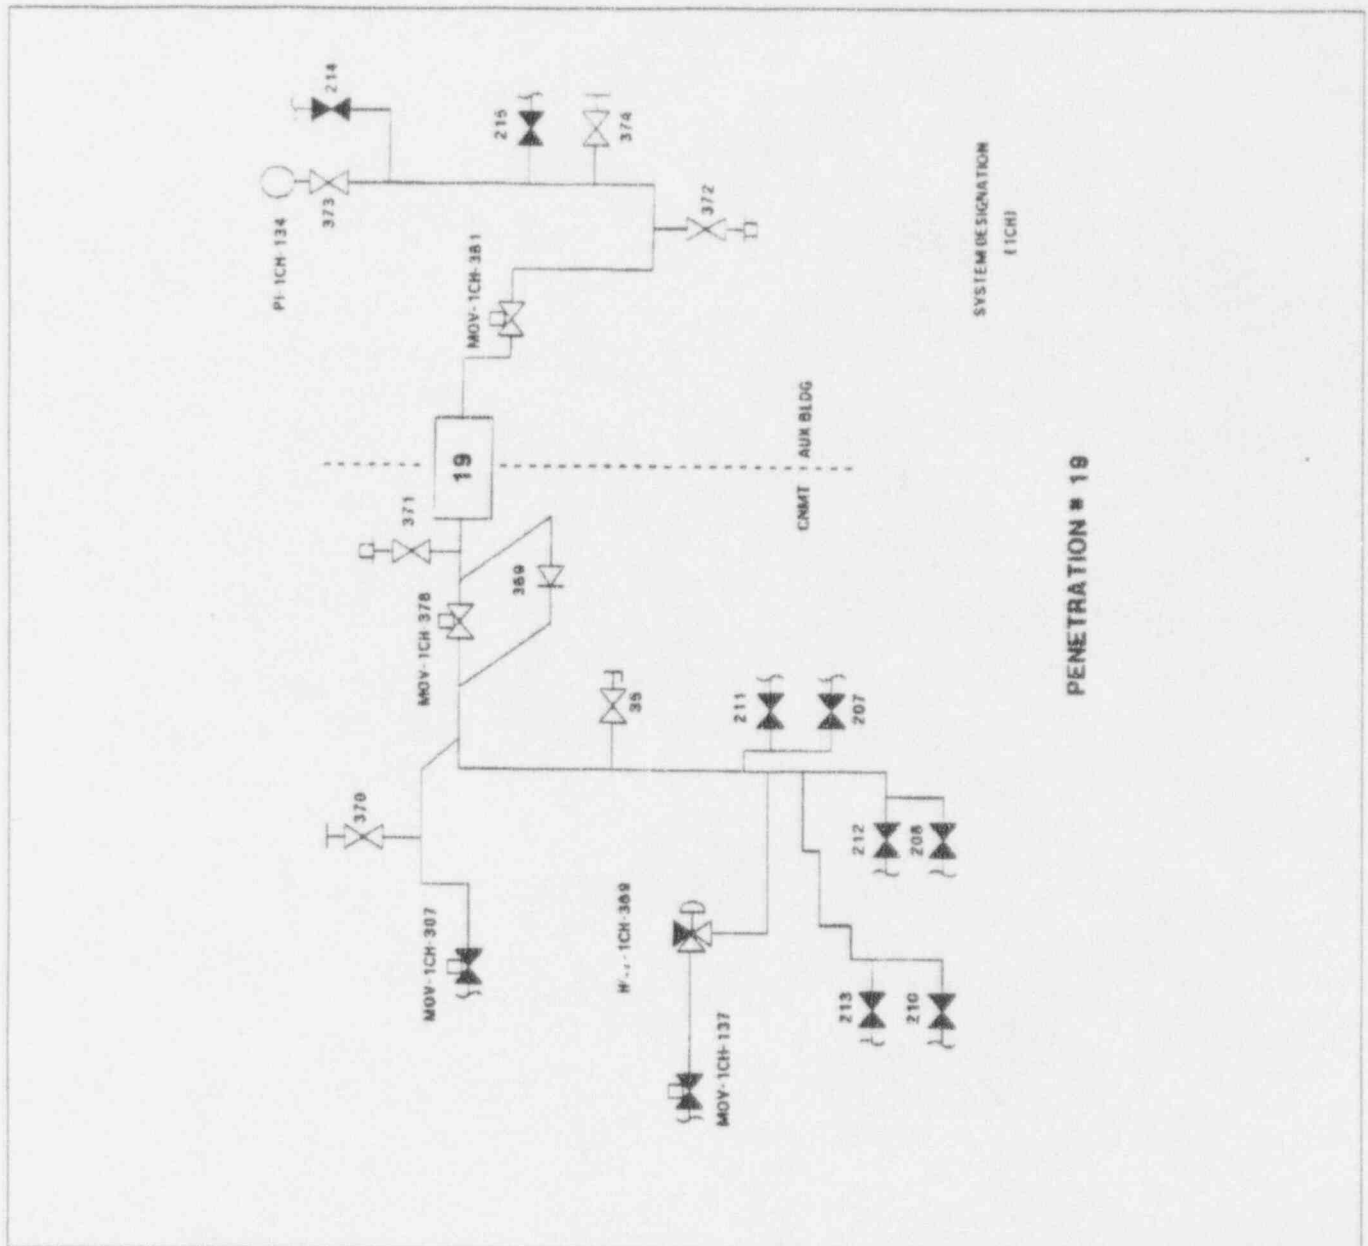 214
PI-1CH-134
373
215
374
372
MOV-1CH-381
SYSTEM DESIGNATION
(1CH)
19
CNMT
AUX BLDG
371
369
MOV-1CH-378
35
211
207
370
212
208
MOV-1CH-307
1CH-389
213
210
MOV-1CH-137
PENETRATION # 19